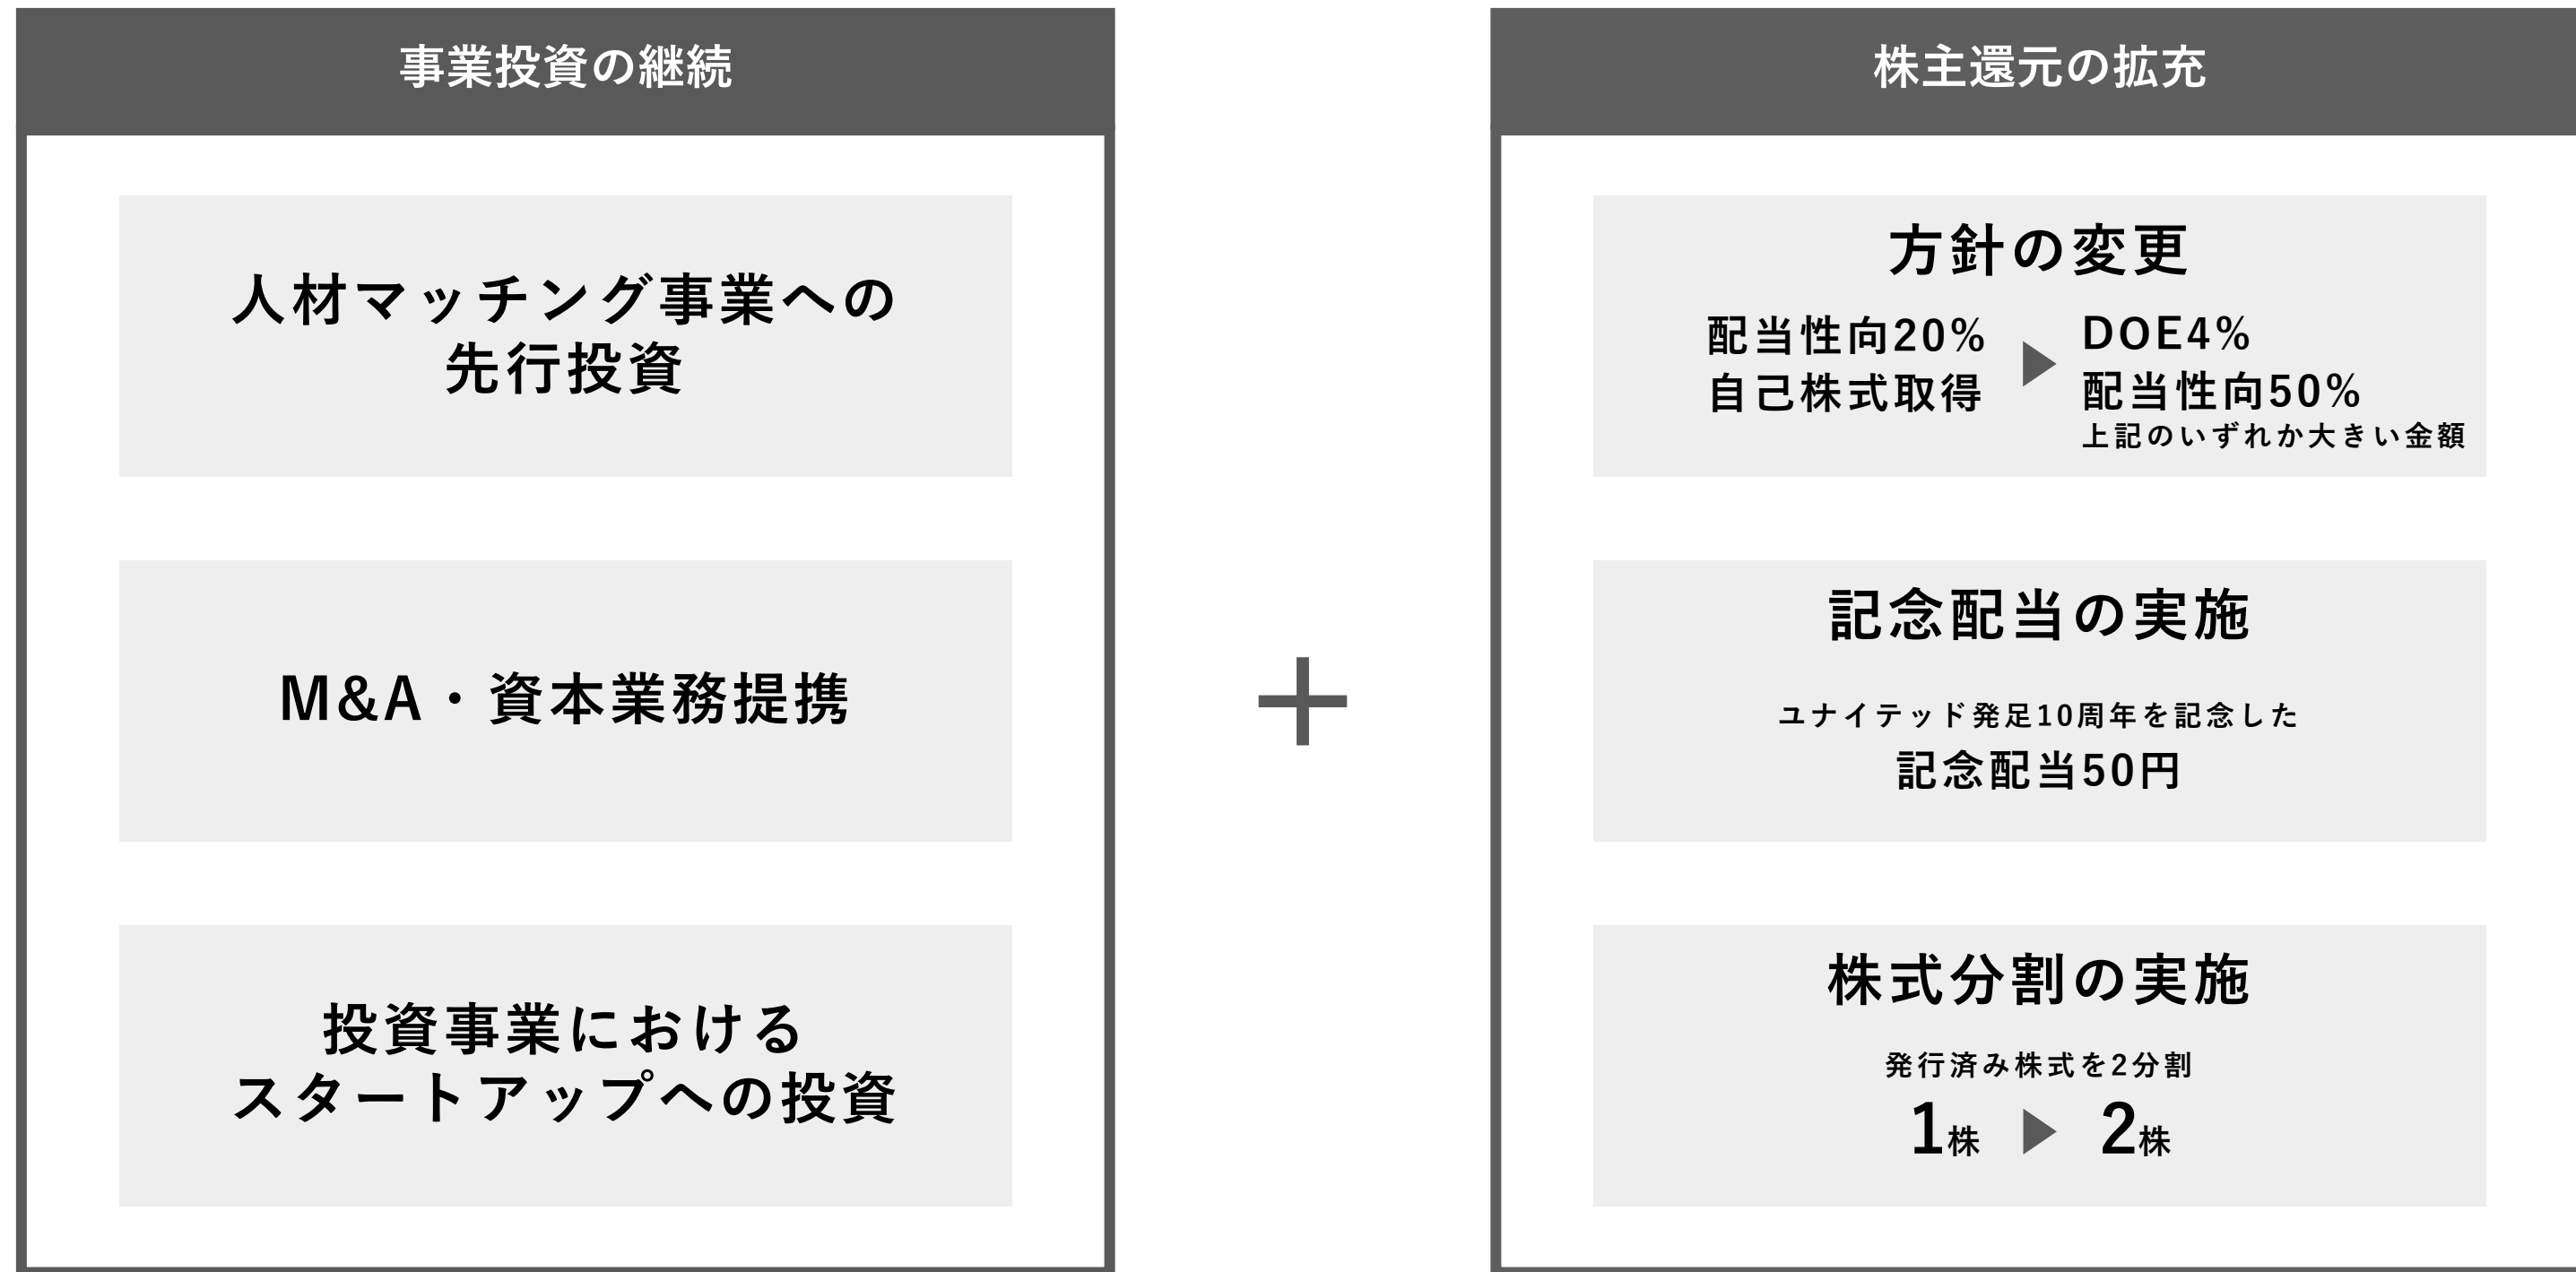 事業投資の継続
人材マッチング事業への
先行投資
M&A・資本業務提携
投資事業における
スタートアップへの投資
+
株主還元の拡充
方針の変更
配当性向20%
自己株式取得
DOE4%
配当性向50%
上記のいずれか大きい金額
記念配当の実施
ユナイテッド発足10周年を記念した
記念配当50円
株式分割の実施
発行済み株式を2分割
1株 ▶ 2株